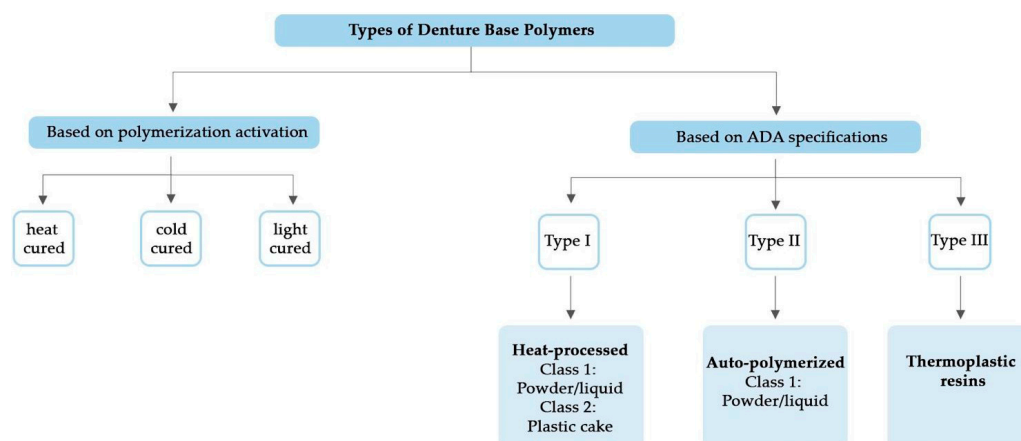 Types of Denture Base Polymers
Based on polymerization activation
Based on ADA specifications
heat
cured
cold
cured
light
cured
Type I
Type II
Type III
Heat-processed
Class 1:
Powder/liquid
Class 2:
Plastic cake
Auto-polymerized
Class 1:
Powder/liquid
Thermoplastic
resins